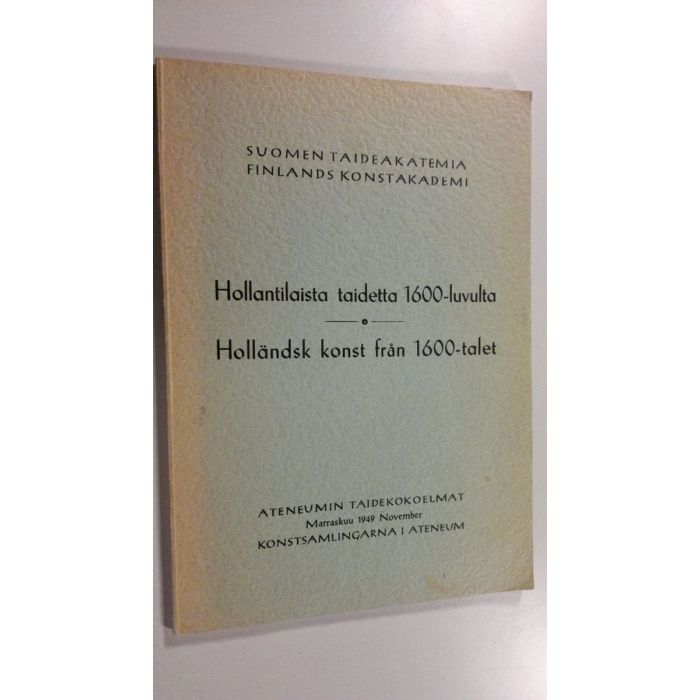 SUOMEN TAIDEAKATEMIA
FINLANDS KONSTAKADEMI
Hollantilaista taidetta 1600-luvulta
Holländsk konst från 1600-talet
ATENEUMIN TAIDEKOKOELMAT
Marraskuu 1949 November
KONSTSAMLINGARNA I ATENEUM